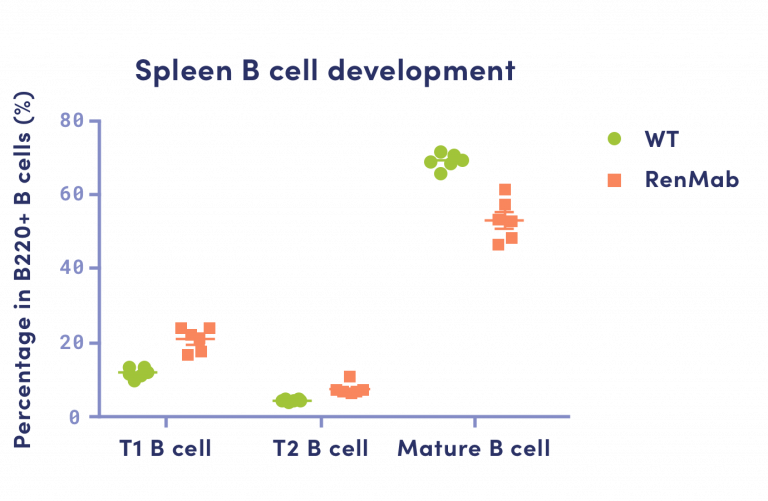 Spleen B cell development
Percentage in B220+ B cells (%)
80
60
40
20
0
T1 B cell
T2 B cell
Mature B cell
WT
RenMab